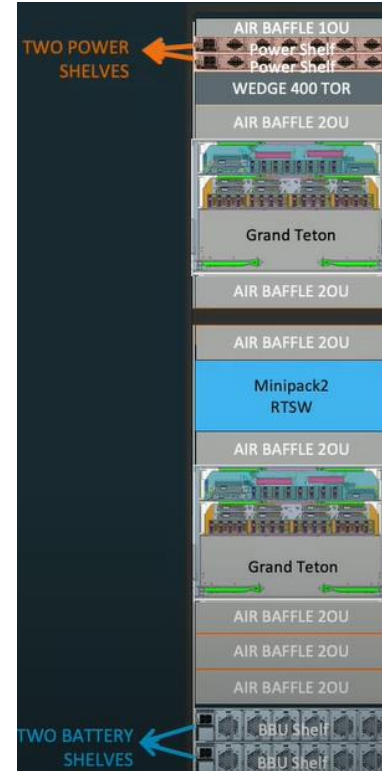 AIR BAFFLE 1OU
TWO POWER
SHELVES
Power Shelf
Power Shelf
WEDGE 400 TOR
AIR BAFFLE 2OU
Grand Teton
AIR BAFFLE 2OU
AIR BAFFLE 2OU
Minipack2
RTSW
AIR BAFFLE 2OU
Grand Teton
AIR BAFFLE 2OU
AIR BAFFLE 2OU
AIR BAFFLE 2OU
TWO BATTERY
SHELVES
BBU Shelf
BBU Shelf